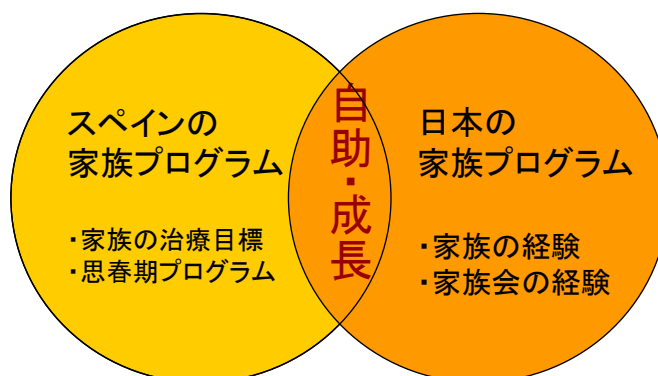 スペインの
家族プログラム
・家族の治療目標
・思春期プログラム
自助・成長
日本の
家族プログラム
・家族の経験
・家族会の経験